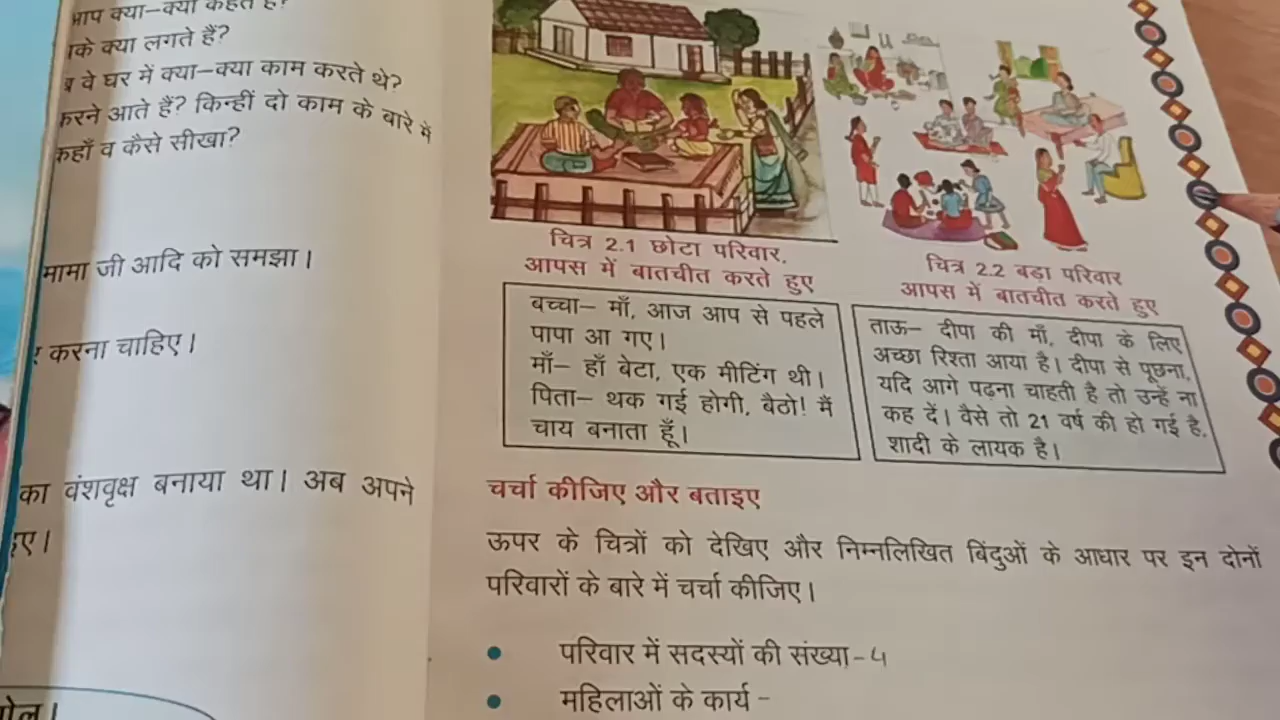 आप क्या–क्या कहते हैं?
क्या लगते हैं?
वे घर में क्या–क्या काम करते थे?
करने आते हैं? किन्हीं दो काम के बारे में
कहाँ व कैसे सीखा?
मामा जी आदि को समझा।
करना चाहिए।
का वंशवृक्ष बनाया था। अब अपने
चित्र 2.1 छोटा परिवार,
आपस में बातचीत करते हुए
बच्चा– माँ, आज आप से पहले
पापा आ गए।
माँ– हाँ बेटा, एक मीटिंग थी।
पिता– थक गई होगी, बैठो! मैं
चाय बनाता हूँ।
चित्र 2.2 बड़ा परिवार
आपस में बातचीत करते हुए
ताऊ– दीपा की माँ, दीपा के लिए
अच्छा रिश्ता आया है। दीपा से पूछना,
यदि आगे पढ़ना चाहती है तो उन्हें ना
कह दें। वैसे तो 21 वर्ष की हो गई है,
शादी के लायक है।
चर्चा कीजिए और बताइए
ऊपर के चित्रों को देखिए और निम्नलिखित बिंदुओं के आधार पर इन दोनों
परिवारों के बारे में चर्चा कीजिए।
परिवार में सदस्यों की संख्या-4
महिलाओं के कार्य -